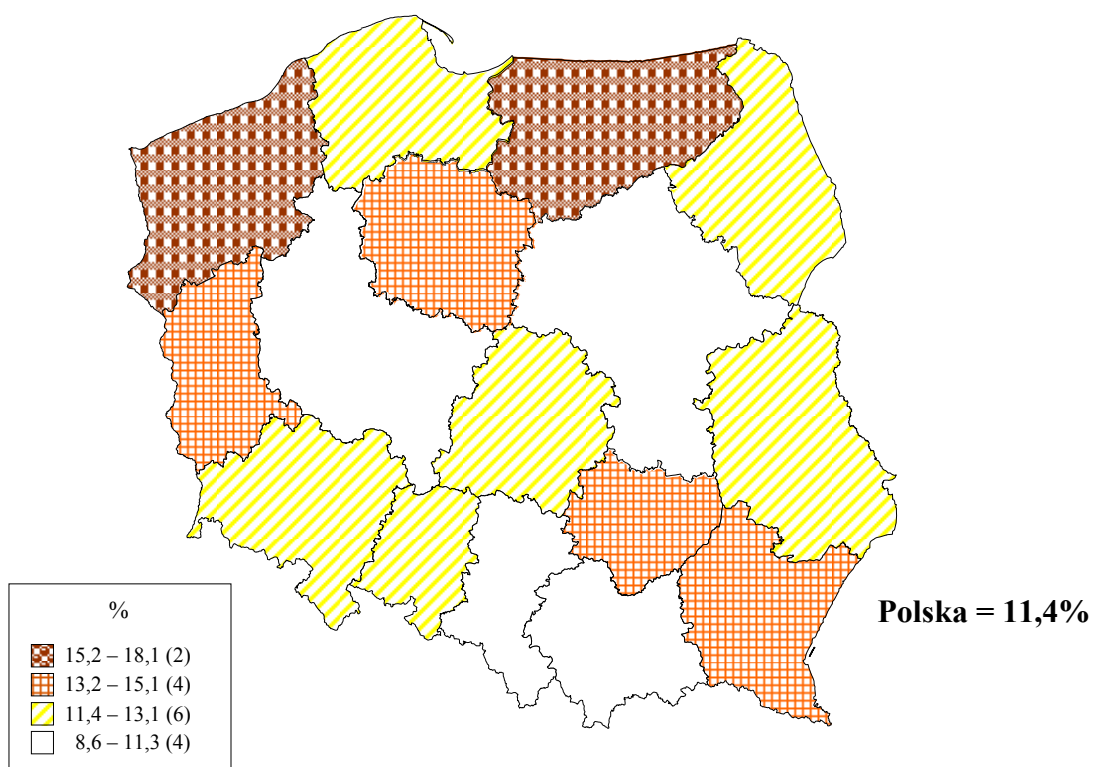 %
15,2 – 18,1 (2)
13,2 – 15,1 (4)
11,4 – 13,1 (6)
8,6 – 11,3 (4)
Polska = 11,4%